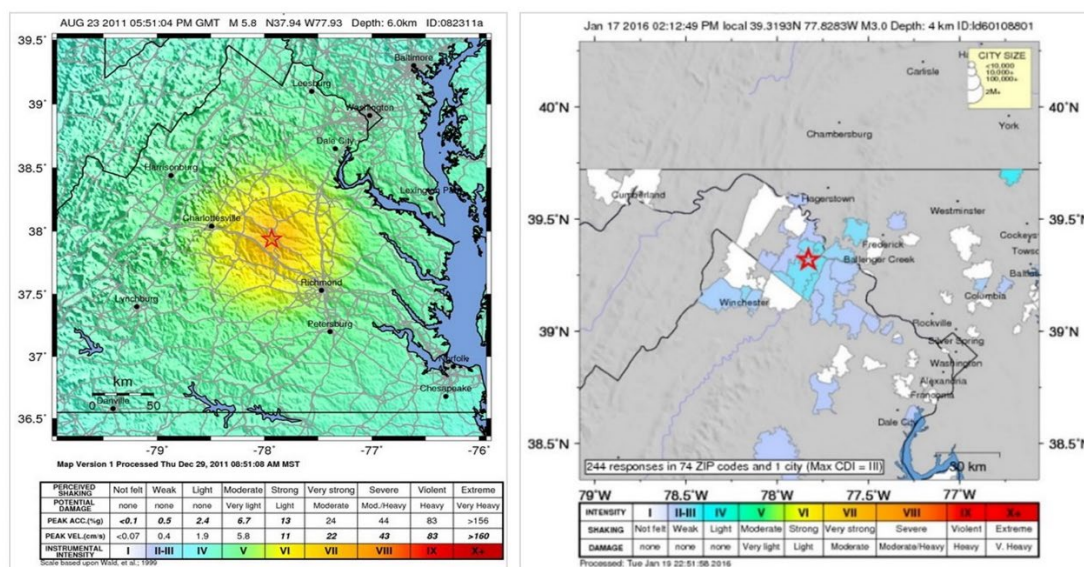 AUG 23 2011 05:51:04 PM GMT M 5.8 N37.94 W77.93 Depth: 6.0km ID:082311a
39.5°
39°
38.5°
38°
37.5°
37°
36.5°
Baltimore
Leesburg
Washington
Dale City
Harrisonburg
Lexington Park
Charlottesville
Richmond
Lynchburg
Petersburg
Norfolk
Chesapeake
km
0 50
Danville
-79° -78° -77° -76°
Map Version 1 Processed Thu Dec 29, 2011 08:51:08 AM MST
PERCEIVED SHAKING Not felt Weak Light Moderate Strong Very strong Severe Violent Extreme
POTENTIAL DAMAGE none none none Very light Light Moderate Mod./Heavy Heavy Very Heavy
PEAK ACC.(%g) <0.1 0.5 2.4 6.7 13 24 44 83 >156
PEAK VEL.(cm/s) <0.07 0.4 1.9 5.8 11 22 43 83 >160
INSTRUMENTAL INTENSITY I II-III IV V VI VII VIII IX X+
Scale based upon Wald, et al.; 1999
Jan 17 2016 02:12:49 PM local 39.3193N 77.8283W M3.0 Depth: 4 km ID:ld60108801
CITY SIZE
<10,000
10,000+
100,000+
2M+
Carlisle
40°N 40°N
Chambersburg
York
Cumberland
Hagerstown
39.5°N 39.5°N
Westminster
Frederick
Cockeys
Towso
Ballenger Creek
Winchester
Columbia
39°N 39°N
Rockville
Silver Spring
Washington
Alexandria
Franconia
Dale City
38.5°N 38.5°N
244 responses in 74 ZIP codes and 1 city (Max CDI = III)
30 km
79°W 78.5°W 78°W 77.5°W 77°W
INTENSITY I II-III IV V VI VII VIII IX X+
SHAKING Not felt Weak Light Moderate Strong Very strong Severe Violent Extreme
DAMAGE none none none Very light Light Moderate Moderate/Heavy Heavy V. Heavy
Processed: Tue Jan 19 22:51:58 2016